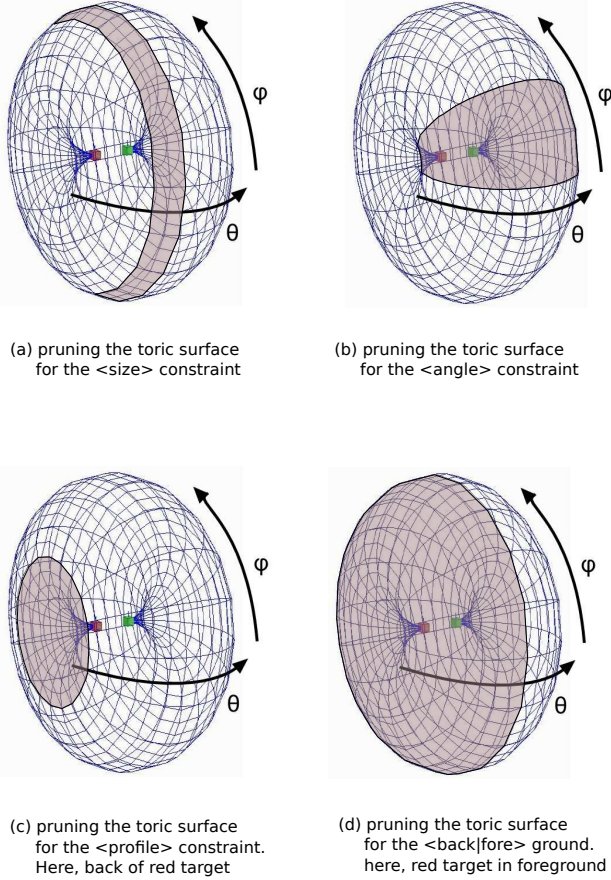 φ
θ
φ
θ
(a) pruning the toric surface
for the <size> constraint
(b) pruning the toric surface
for the <angle> constraint
φ
θ
φ
θ
(c) pruning the toric surface
for the <profile> constraint.
Here, back of red target
(d) pruning the toric surface
for the <back|fore> ground.
here, red target in foreground